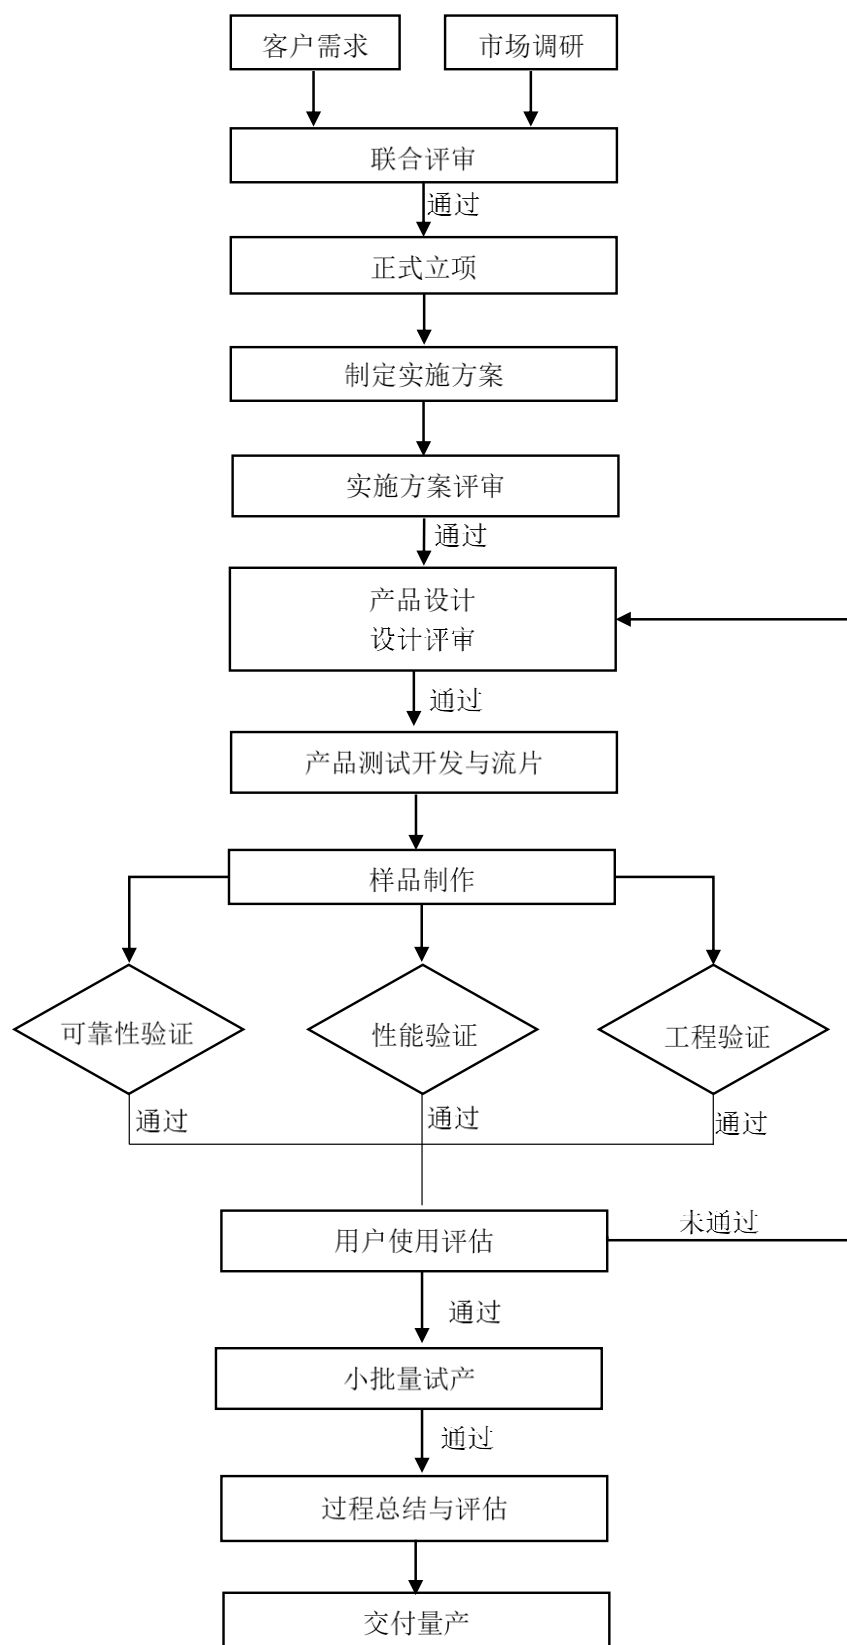 客户需求
市场调研
联合评审
通过
正式立项
制定实施方案
实施方案评审
通过
产品设计
设计评审
通过
产品测试开发与流片
样品制作
可靠性验证
性能验证
工程验证
通过
通过
通过
未通过
用户使用评估
通过
小批量试产
通过
过程总结与评估
交付量产